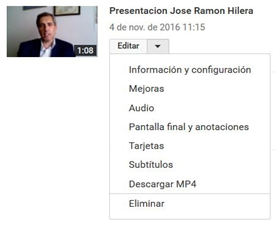 Presentacion Jose Ramon Hilera
4 de nov. de 2016 11:15
1:08
Editar
Información y configuración
Mejoras
Audio
Pantalla final y anotaciones
Tarjetas
Subtítulos
Descargar MP4
Eliminar